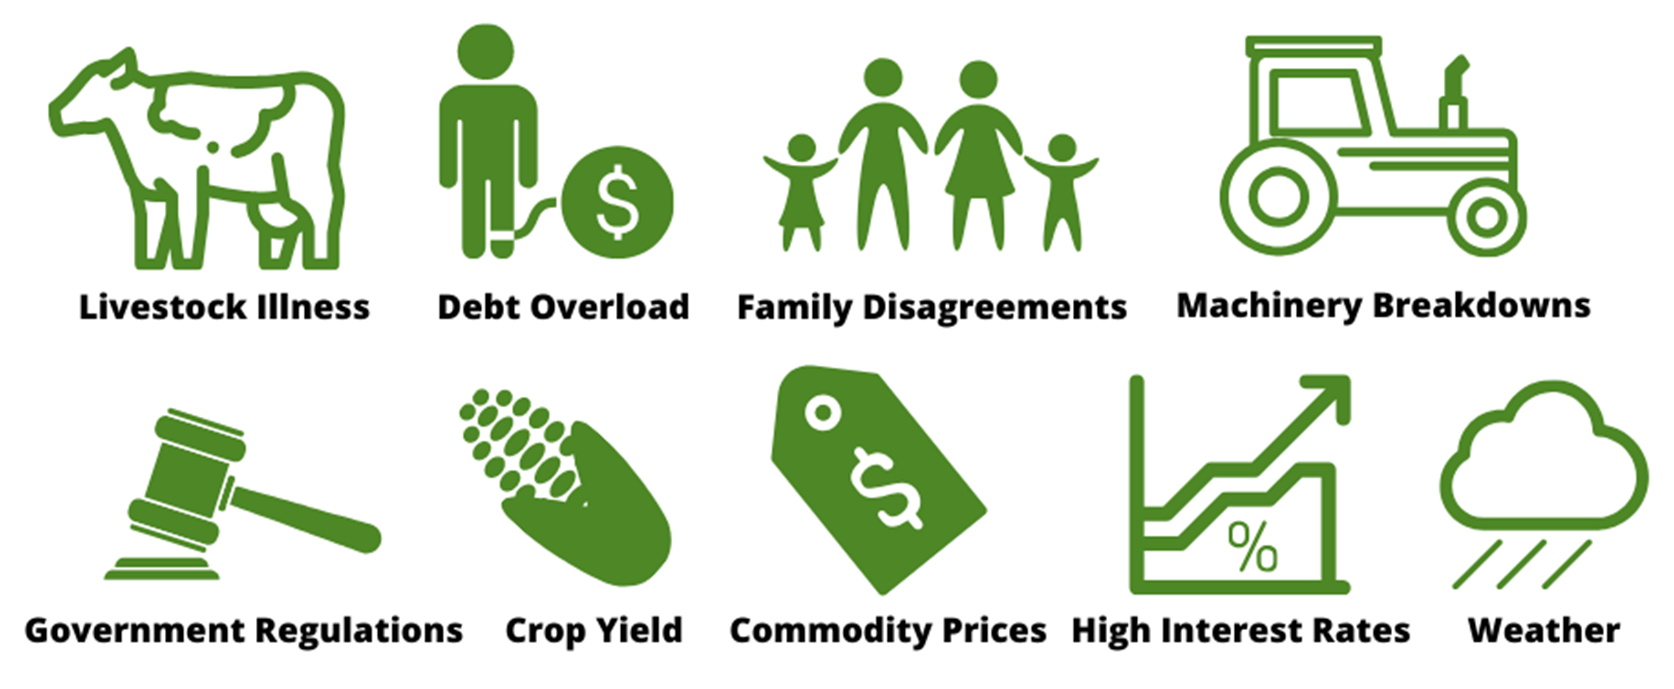 $
Livestock Illness
Debt Overload
Family Disagreements
Machinery Breakdowns
$
%
Government Regulations
Crop Yield
Commodity Prices
High Interest Rates
Weather